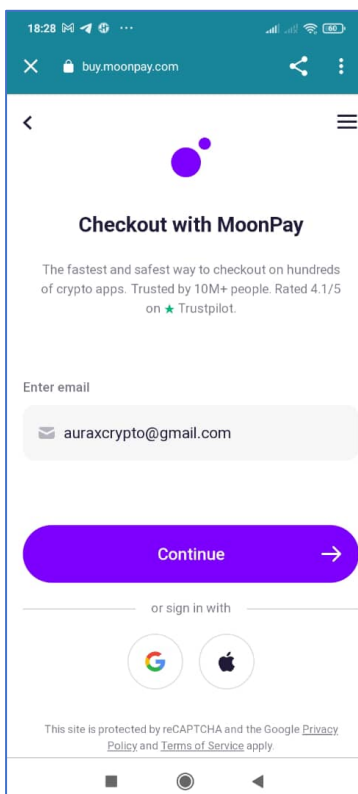 18:28
60
buy.moonpay.com
Checkout with MoonPay
The fastest and safest way to checkout on hundreds
of crypto apps. Trusted by 10M+ people. Rated 4.1/5
on ★ Trustpilot.
Enter email
auraxcrypto@gmail.com
Continue
or sign in with
This site is protected by reCAPTCHA and the Google Privacy
Policy and Terms of Service apply.